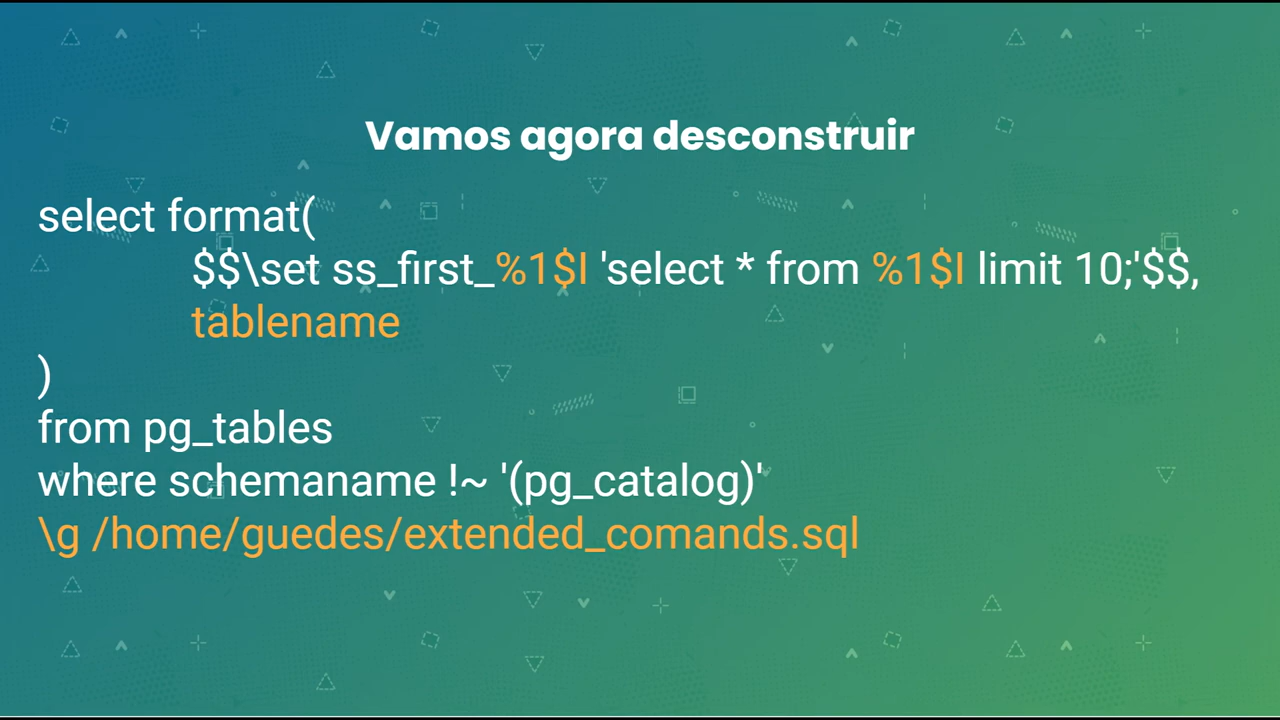 Vamos agora desconstruir
select format(
$$\set ss_first_%1$I 'select * from %1$I limit 10;'$$,
tablename
)
from pg_tables
where schemaname !~ '(pg_catalog)'
\g /home/guedes/extended_comands.sql